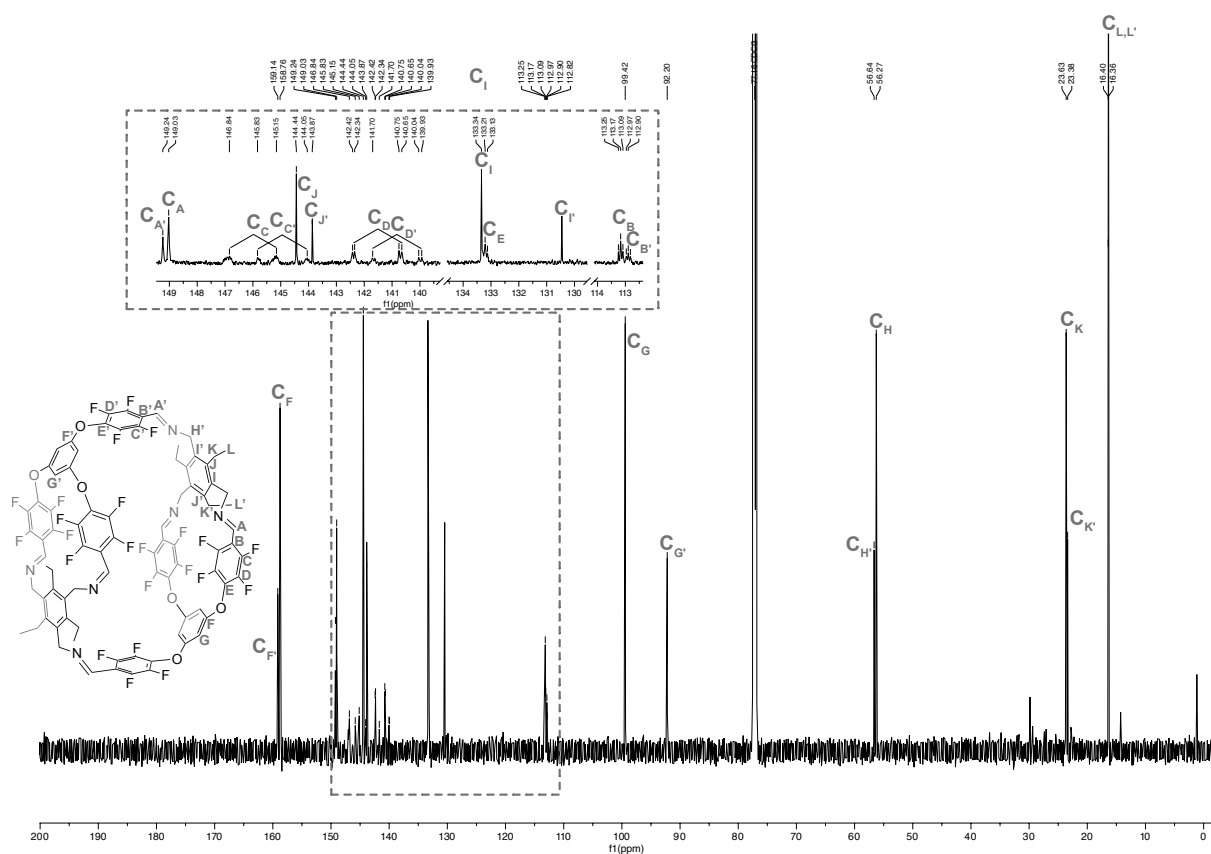 C_L,L'
159.14
158.76
149.24
149.03
146.84
145.83
145.15
144.44
144.05
143.87
142.42
142.34
141.70
140.75
140.65
140.04
139.93
C_I
113.25
113.17
113.09
112.97
112.90
112.82
99.42
92.20
77.16 CDCl3
56.64
56.27
23.63
23.38
16.40
16.36
149.24
149.03
146.84
145.83
145.15
144.44
144.05
143.87
142.42
142.34
141.70
140.75
140.65
140.04
139.93
133.34
133.21
133.13
113.25
113.17
113.09
112.97
112.90
C_A' C_A C_C C_C' C_J C_J' C_D C_D' C_I C_E C_I' C_B C_B'
149 148 147 146 145 144 143 142 141 140 134 133 132 131 130 114 113
f1(ppm)
C_F
C_F'
C_G
C_G'
C_H
C_H'
C_K
C_K'
D' F B' A'
F
E' F C' F
N H'
F' O
I' K L
J
I
G' O O
J' L'
K'
N N
A
B
F F F F F F F F
C
D
E
N N
O O
F
G
N F F O
F F
200 190 180 170 160 150 140 130 120 110 100 90 80 70 60 50 40 30 20 10 0
f1(ppm)